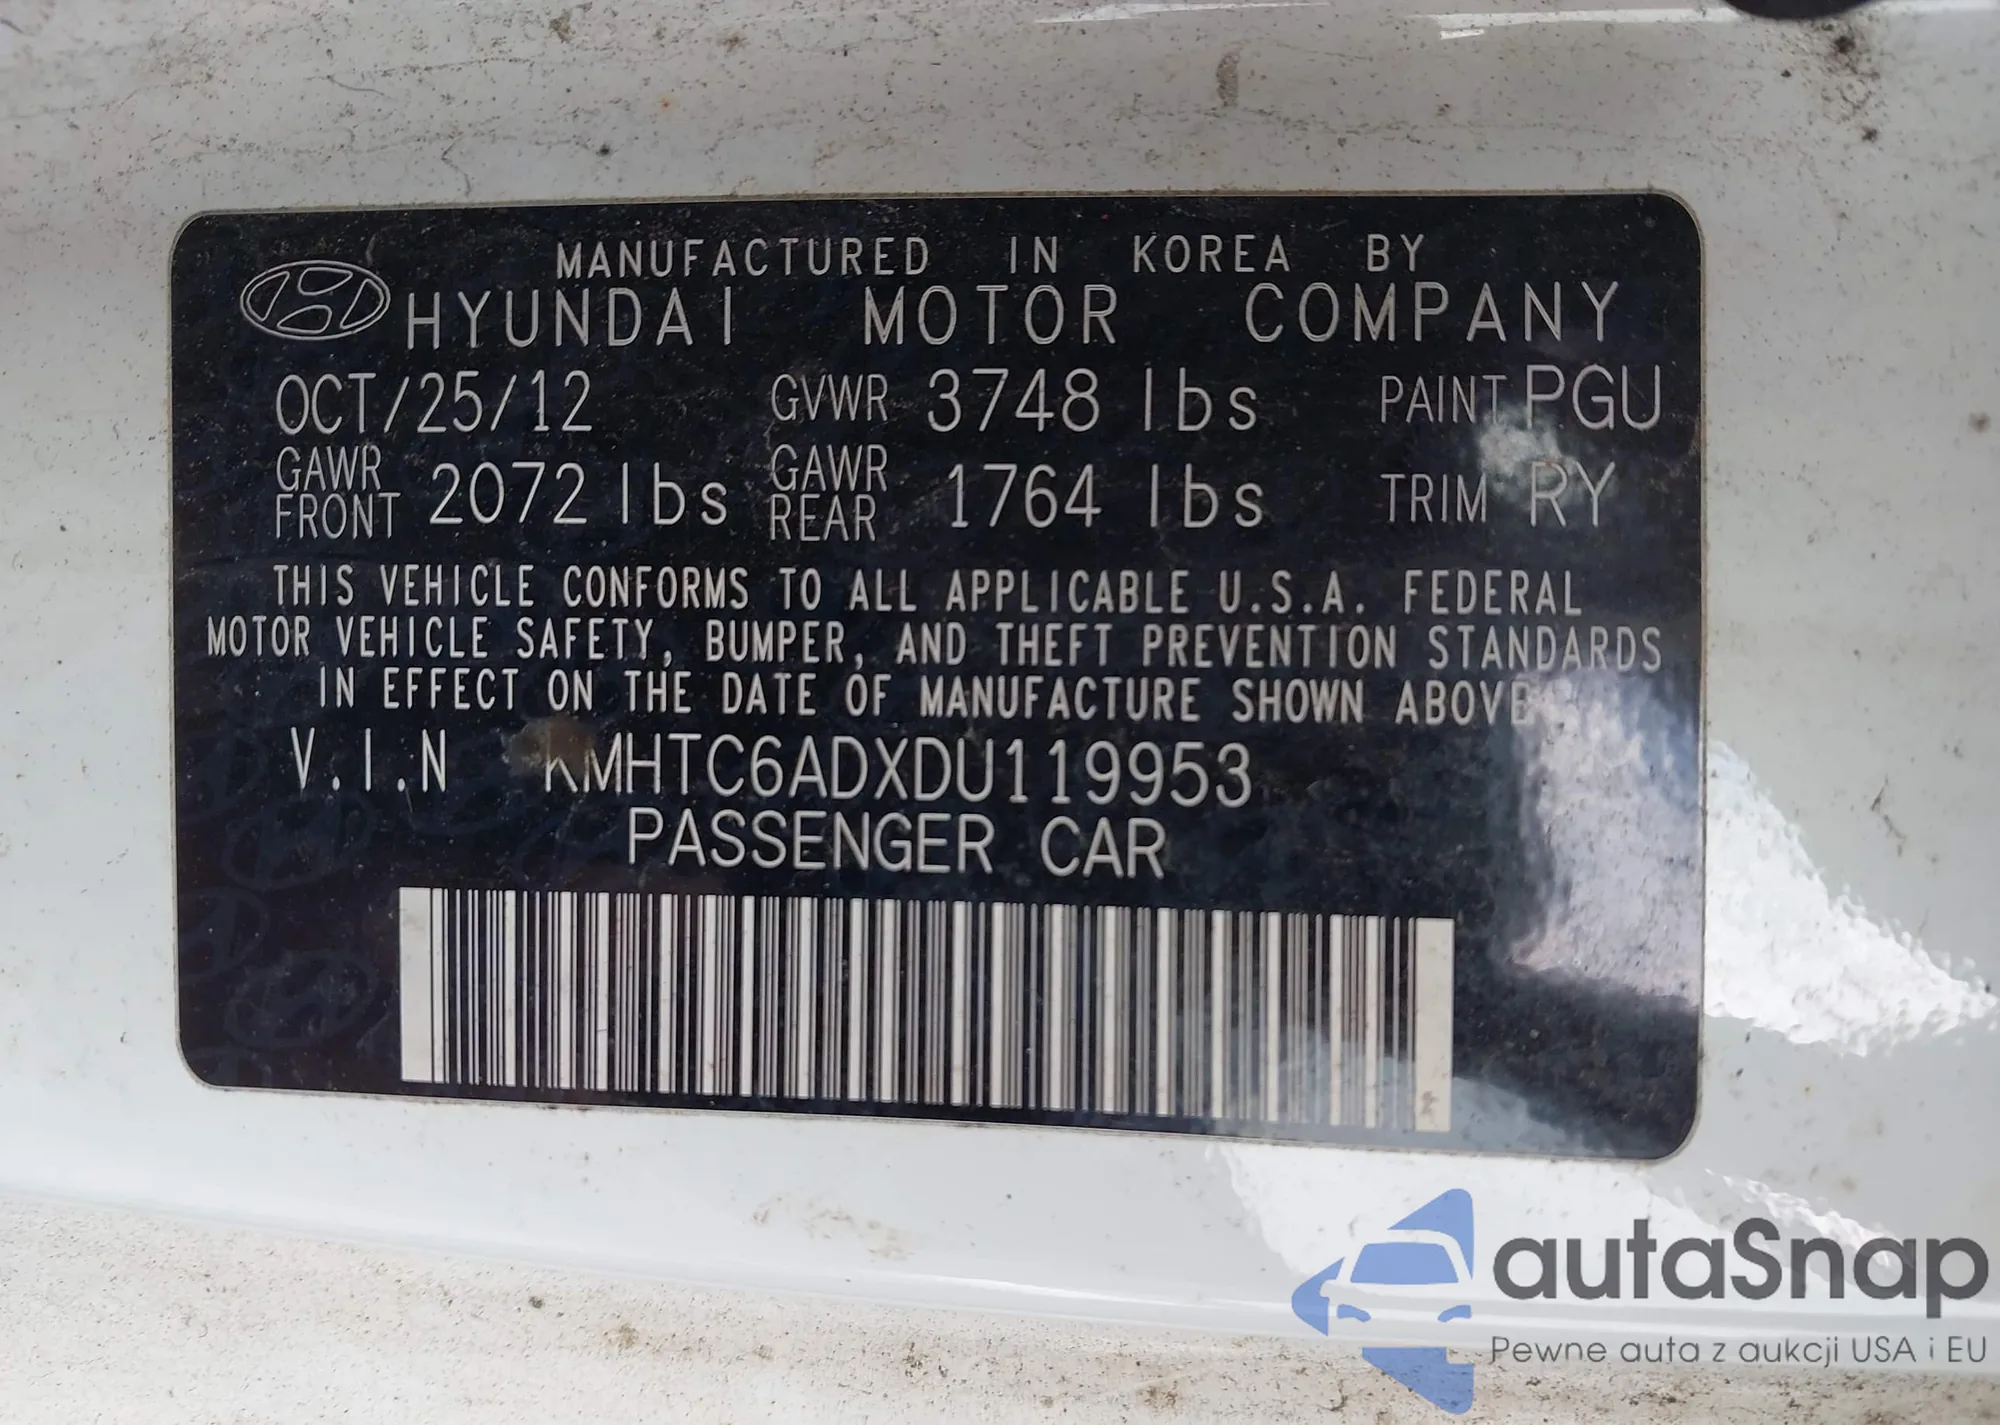 MANUFACTURED IN KOREA BY
HYUNDAI MOTOR COMPANY
OCT/25/12 GVWR 3748 lbs PAINT PGU
GAWR FRONT 2072 lbs GAWR REAR 1764 lbs TRIM RY
THIS VEHICLE CONFORMS TO ALL APPLICABLE U.S.A. FEDERAL
MOTOR VEHICLE SAFETY, BUMPER, AND THEFT PREVENTION STANDARDS
IN EFFECT ON THE DATE OF MANUFACTURE SHOWN ABOVE
V.I.N KMHTC6ADXDU119953
PASSENGER CAR
autaSnap
Pewne auta z aukcji USA i EU